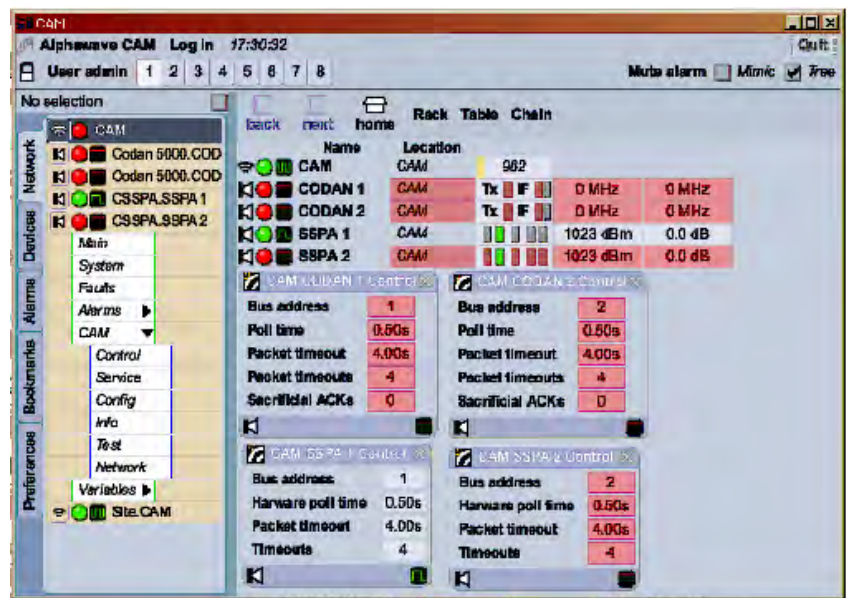 CAM
Alphawave CAM Log in 17:30:32 Quit
User admin 1 2 3 4 5 6 7 8 Mute alarm Mimic Tree
No selection
back next home Rack Table Chain
Network
Devices
Alarms
Bookmarks
Preferences
CAM
Codan 5000.COD
Codan 5000.COD
CSSPA.SSPA 1
CSSPA.SSPA 2
Main
System
Faults
Alarms
CAM
Control
Service
Config
Info
Test
Network
Variables
Site.CAM
Name Location
CAM CAM 962
CODAN 1 CAM Tx IF 0 MHz 0 MHz
CODAN 2 CAM Tx IF 0 MHz 0 MHz
SSPA 1 CAM 1023 dBm 0.0 dB
SSPA 2 CAM 1023 dBm 0.0 dB
CAM CODAN 1 Control
Bus address 1
Poll time 0.50s
Packet timeout 4.00s
Packet timeouts 4
Sacrificial ACKs 0
CAM CODAN 2 Control
Bus address 2
Poll time 0.50s
Packet timeout 4.00s
Packet timeouts 4
Sacrificial ACKs 0
CAM SSPA 1 Control
Bus address 1
Harware poll time 0.50s
Packet timeout 4.00s
Timeouts 4
CAM SSPA 2 Control
Bus address 2
Harware poll time 0.50s
Packet timeout 4.00s
Timeouts 4